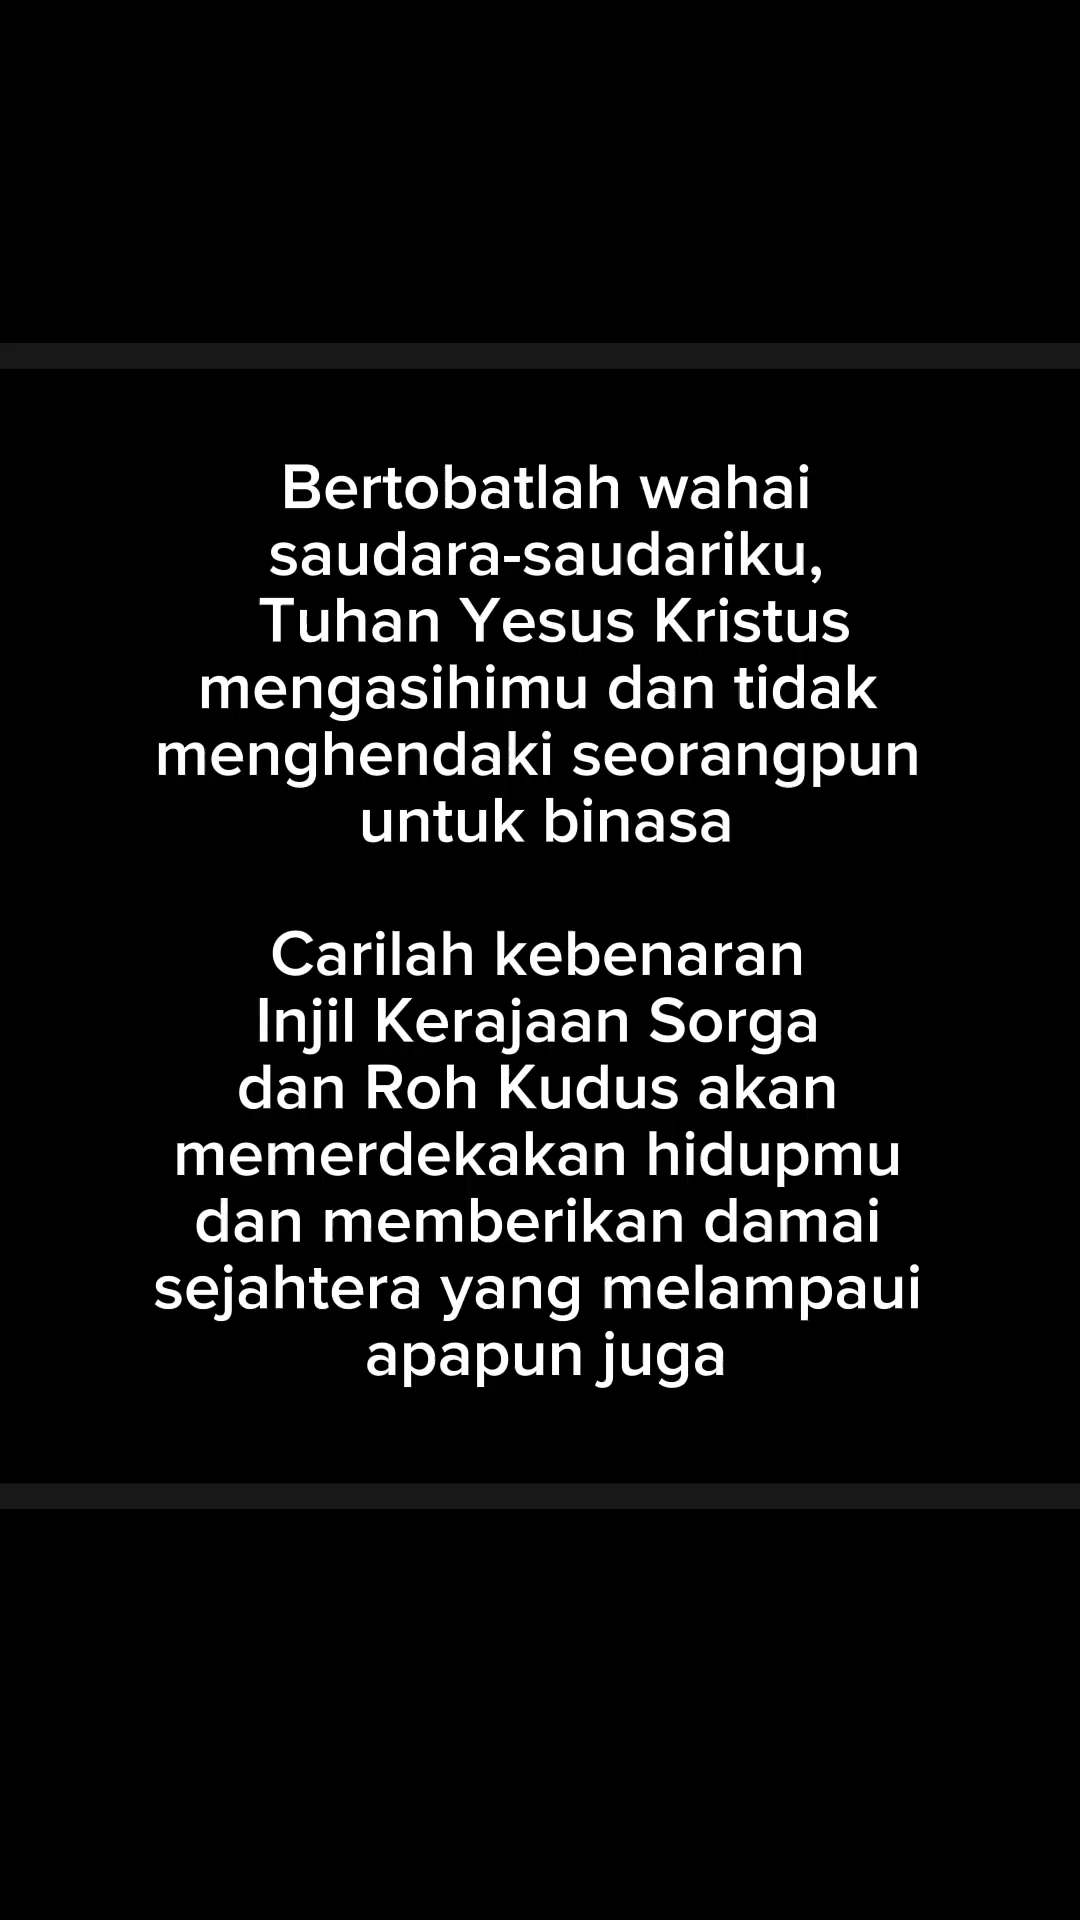 Bertobatlah wahai
saudara-saudariku,
Tuhan Yesus Kristus
mengasihimu dan tidak
menghendaki seorangpun
untuk binasa
Carilah kebenaran
Injil Kerajaan Sorga
dan Roh Kudus akan
memerdekakan hidupmu
dan memberikan damai
sejahtera yang melampaui
apapun juga